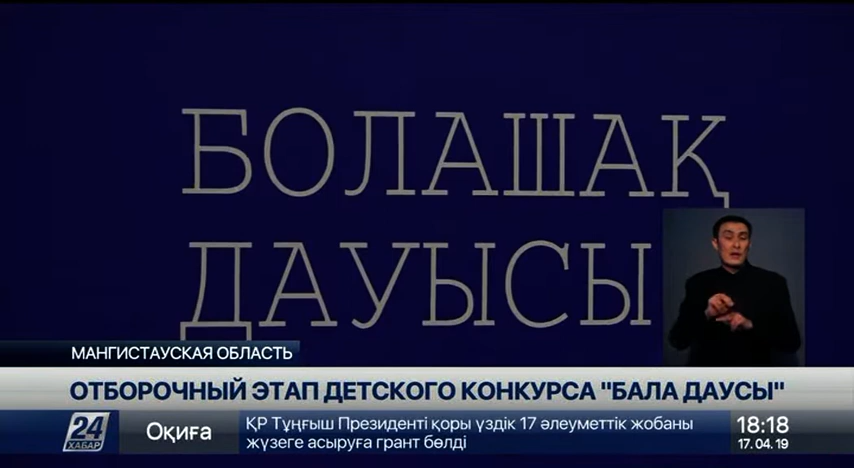 БОЛАШАҚ
ДАУЫСЫ
МАНГИСТАУСКАЯ ОБЛАСТЬ
ОТБОРОЧНЫЙ ЭТАП ДЕТСКОГО КОНКУРСА "БАЛА ДАУСЫ"
24
ХАБАР
Оқиға
ҚР Тұңғыш Президенті қоры үздік 17 әлеуметтік жобаны
жүзеге асыруға грант бөлді
18:18
17.04.19